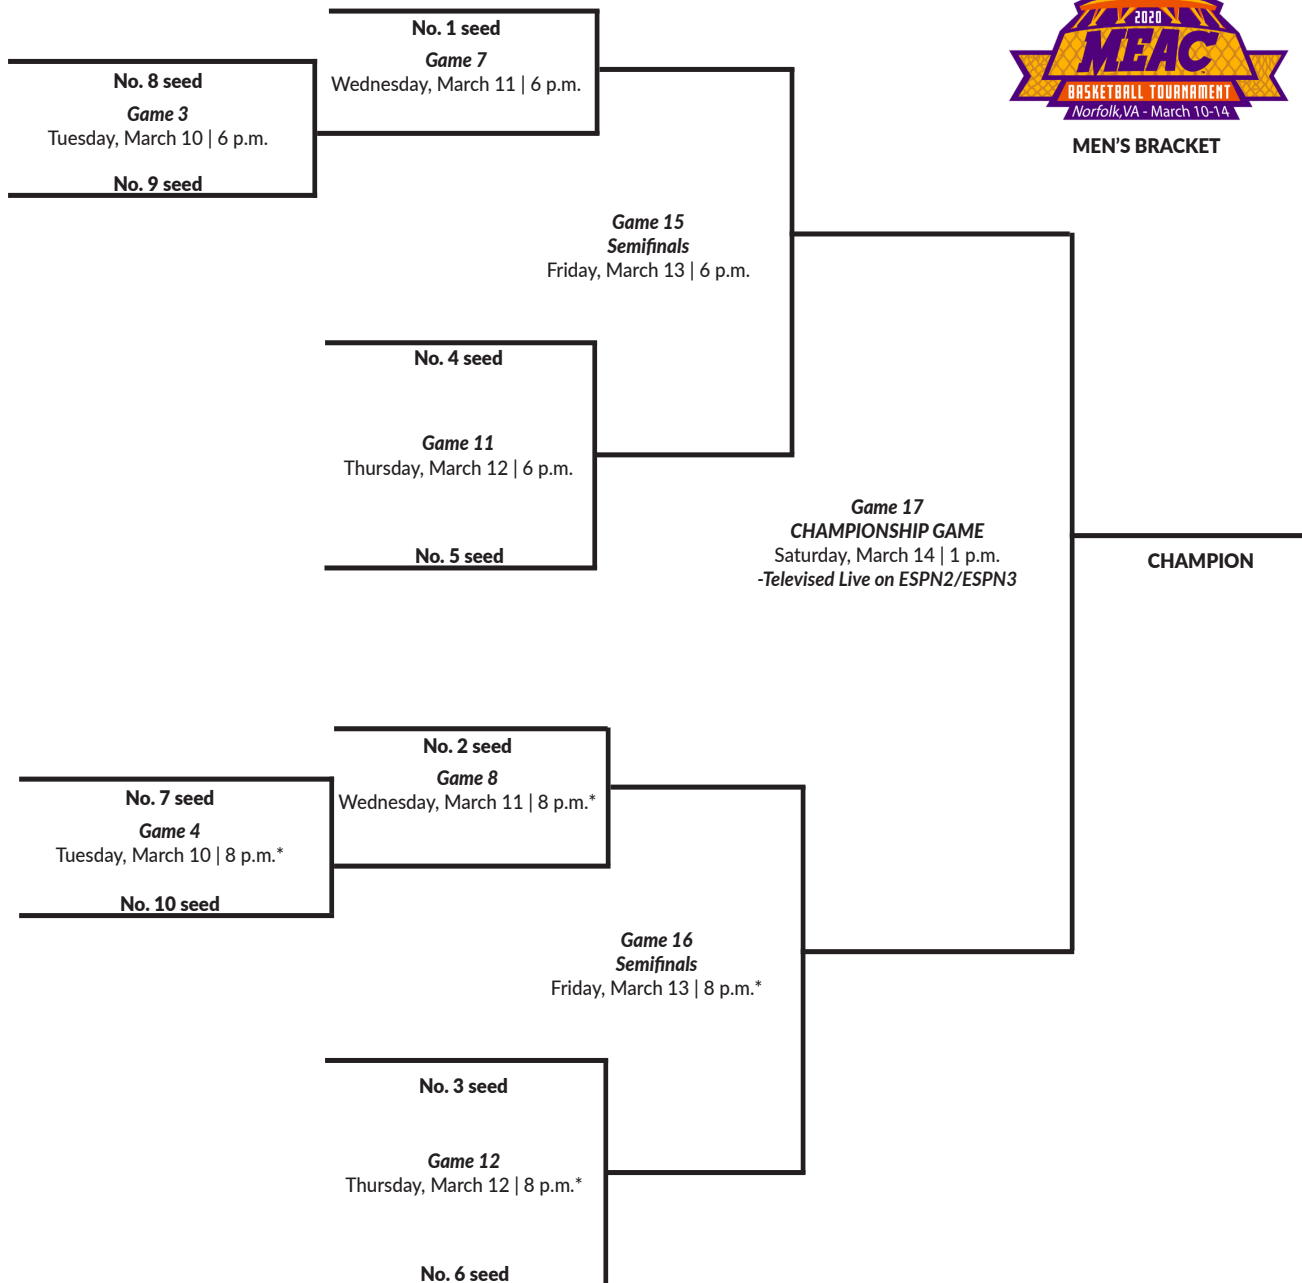 No. 1 seed
Game 7
Wednesday, March 11 | 6 p.m.
No. 8 seed
Game 3
Tuesday, March 10 | 6 p.m.
No. 9 seed
2020
MEAC
BASKETBALL TOURNAMENT
Norfolk,VA - March 10-14
MEN'S BRACKET
Game 15
Semifinals
Friday, March 13 | 6 p.m.
No. 4 seed
Game 11
Thursday, March 12 | 6 p.m.
No. 5 seed
Game 17
CHAMPIONSHIP GAME
Saturday, March 14 | 1 p.m.
-Televised Live on ESPN2/ESPN3
CHAMPION
No. 2 seed
Game 8
Wednesday, March 11 | 8 p.m.*
No. 7 seed
Game 4
Tuesday, March 10 | 8 p.m.*
No. 10 seed
Game 16
Semifinals
Friday, March 13 | 8 p.m.*
No. 3 seed
Game 12
Thursday, March 12 | 8 p.m.*
No. 6 seed